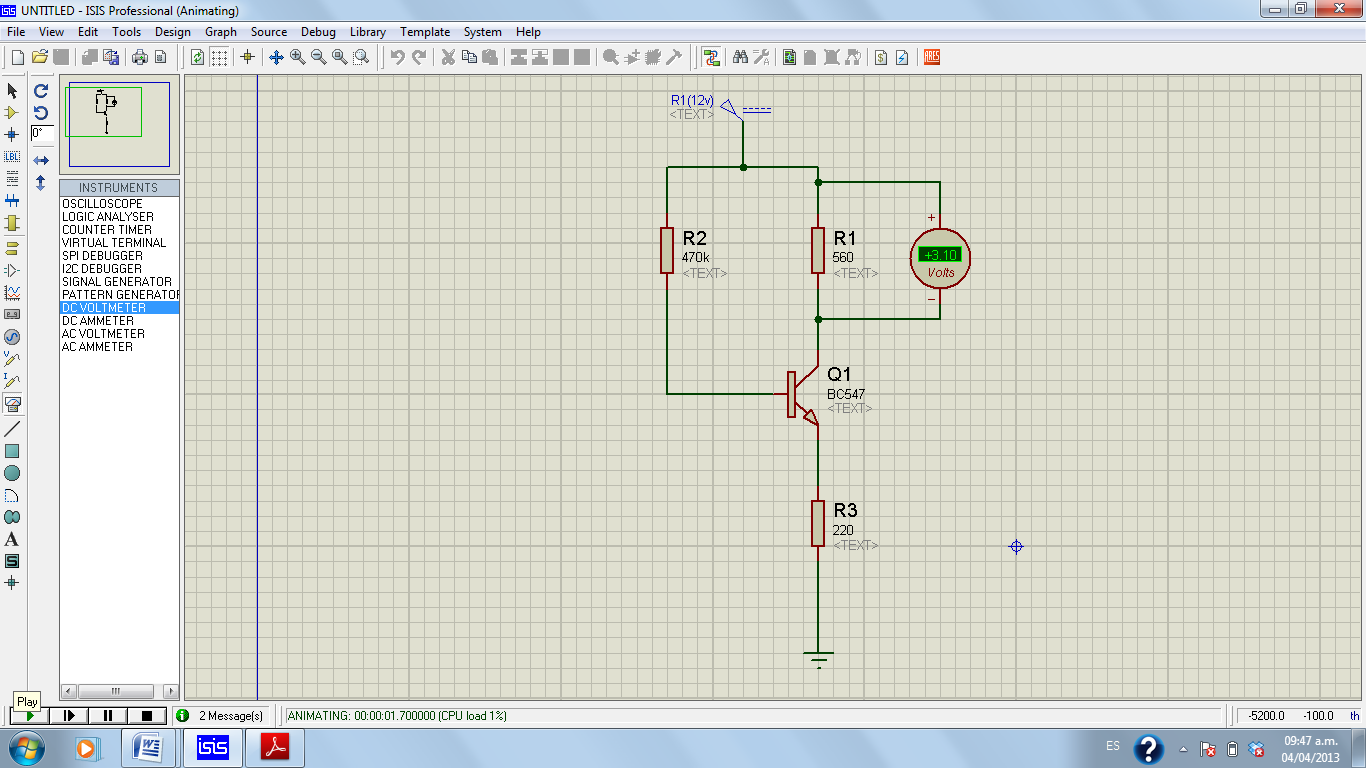 UNTITLED - ISIS Professional (Animating)
File View Edit Tools Design Graph Source Debug Library Template System Help
0°
LBL
A
S
INSTRUMENTS
OSCILLOSCOPE
LOGIC ANALYSER
COUNTER TIMER
VIRTUAL TERMINAL
SPI DEBUGGER
I2C DEBUGGER
SIGNAL GENERATOR
PATTERN GENERATOR
DC VOLTMETER
DC AMMETER
AC VOLTMETER
AC AMMETER
R1(12v)
<TEXT>
R2
470k
<TEXT>
R1
560
<TEXT>
+
+3.10
Volts
−
Q1
BC547
<TEXT>
R3
220
<TEXT>
Play
2 Message(s)
ANIMATING: 00:00:01.700000 (CPU load 1%)
-5200.0 -100.0 th
isis
ES
09:47 a.m.
04/04/2013